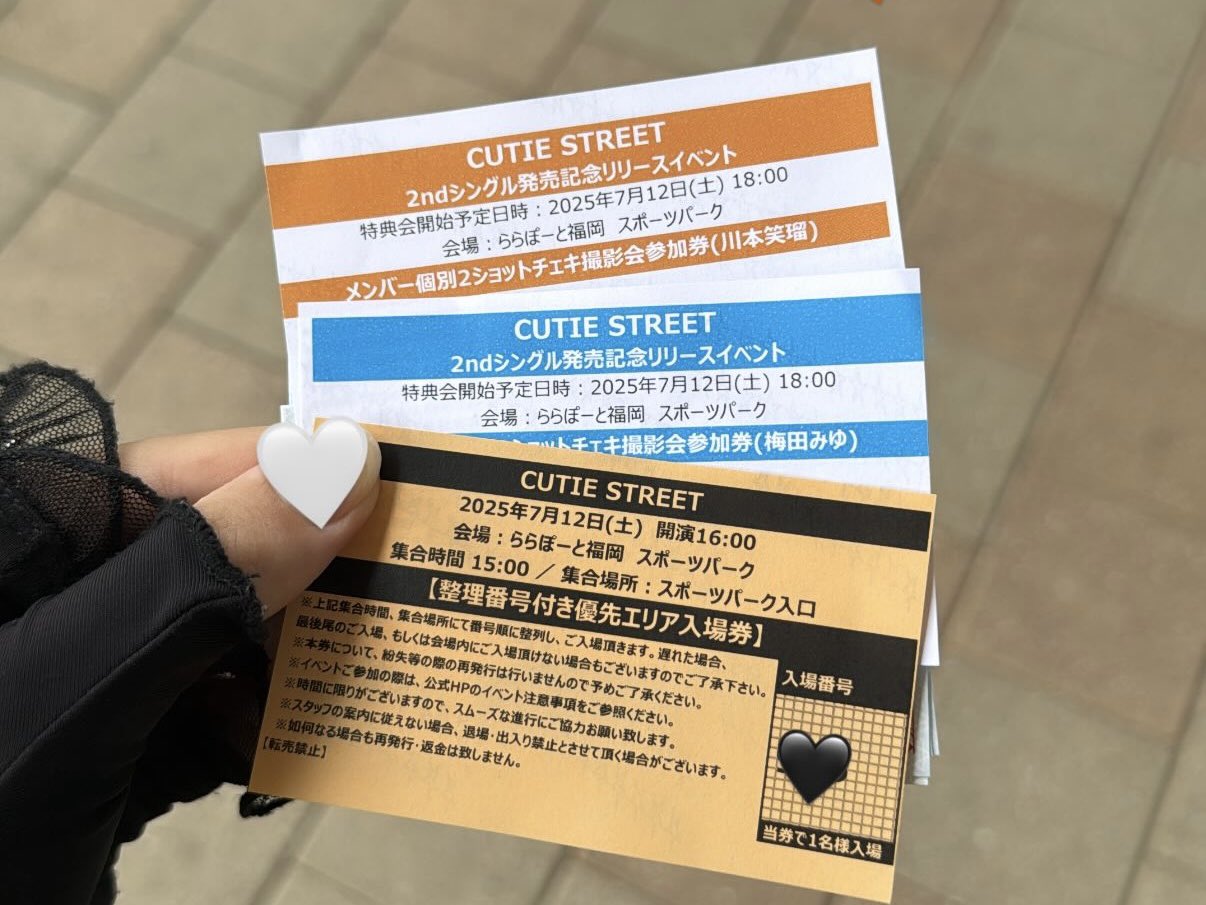 CUTIE STREET
2ndシングル発売記念リリースイベント
特典会開始予定日時：2025年7月12日(土) 18:00
会場：ららぽーと福岡 スポーツパーク
メンバー個別2ショットチェキ撮影会参加券(川本笑瑠)
CUTIE STREET
2ndシングル発売記念リリースイベント
特典会開始予定日時：2025年7月12日(土) 18:00
会場：ららぽーと福岡 スポーツパーク
ショットチェキ撮影会参加券(梅田みゆ)
CUTIE STREET
2025年7月12日(土) 開演16:00
会場：ららぽーと福岡 スポーツパーク
集合時間 15:00 ／ 集合場所：スポーツパーク入口
【整理番号付き優先エリア入場券】
※上記集合時間、集合場所にて番号順に整列し、ご入場頂きます。遅れた場合、
最後尾のご入場、もしくは会場内にご入場頂けない場合もございますのでご了承下さい。
※本券について、紛失等の際の再発行は行いませんので予めご了承ください。
※イベントご参加の際は、公式HPのイベント注意事項をご参照ください。
※時間に限りがございますので、スムーズな進行にご協力お願い致します。
※スタッフの案内に従えない場合、退場・出入り禁止とさせて頂く場合がございます。
※如何なる場合も再発行・返金は致しません。
【転売禁止】
入場番号
当券で1名様入場